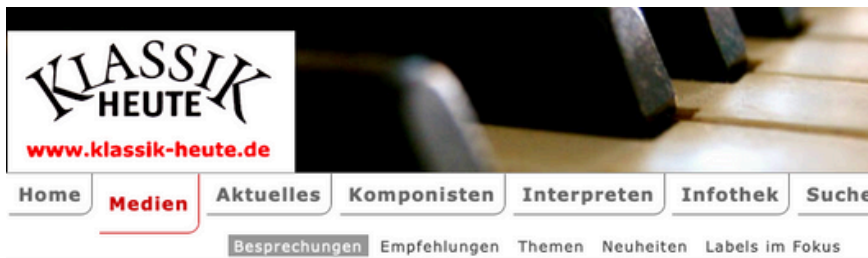 KLASSIK
HEUTE
www.klassik-heute.de
Home Medien Aktuelles Komponisten Interpreten Infothek Suche
Besprechungen Empfehlungen Themen Neuheiten Labels im Fokus